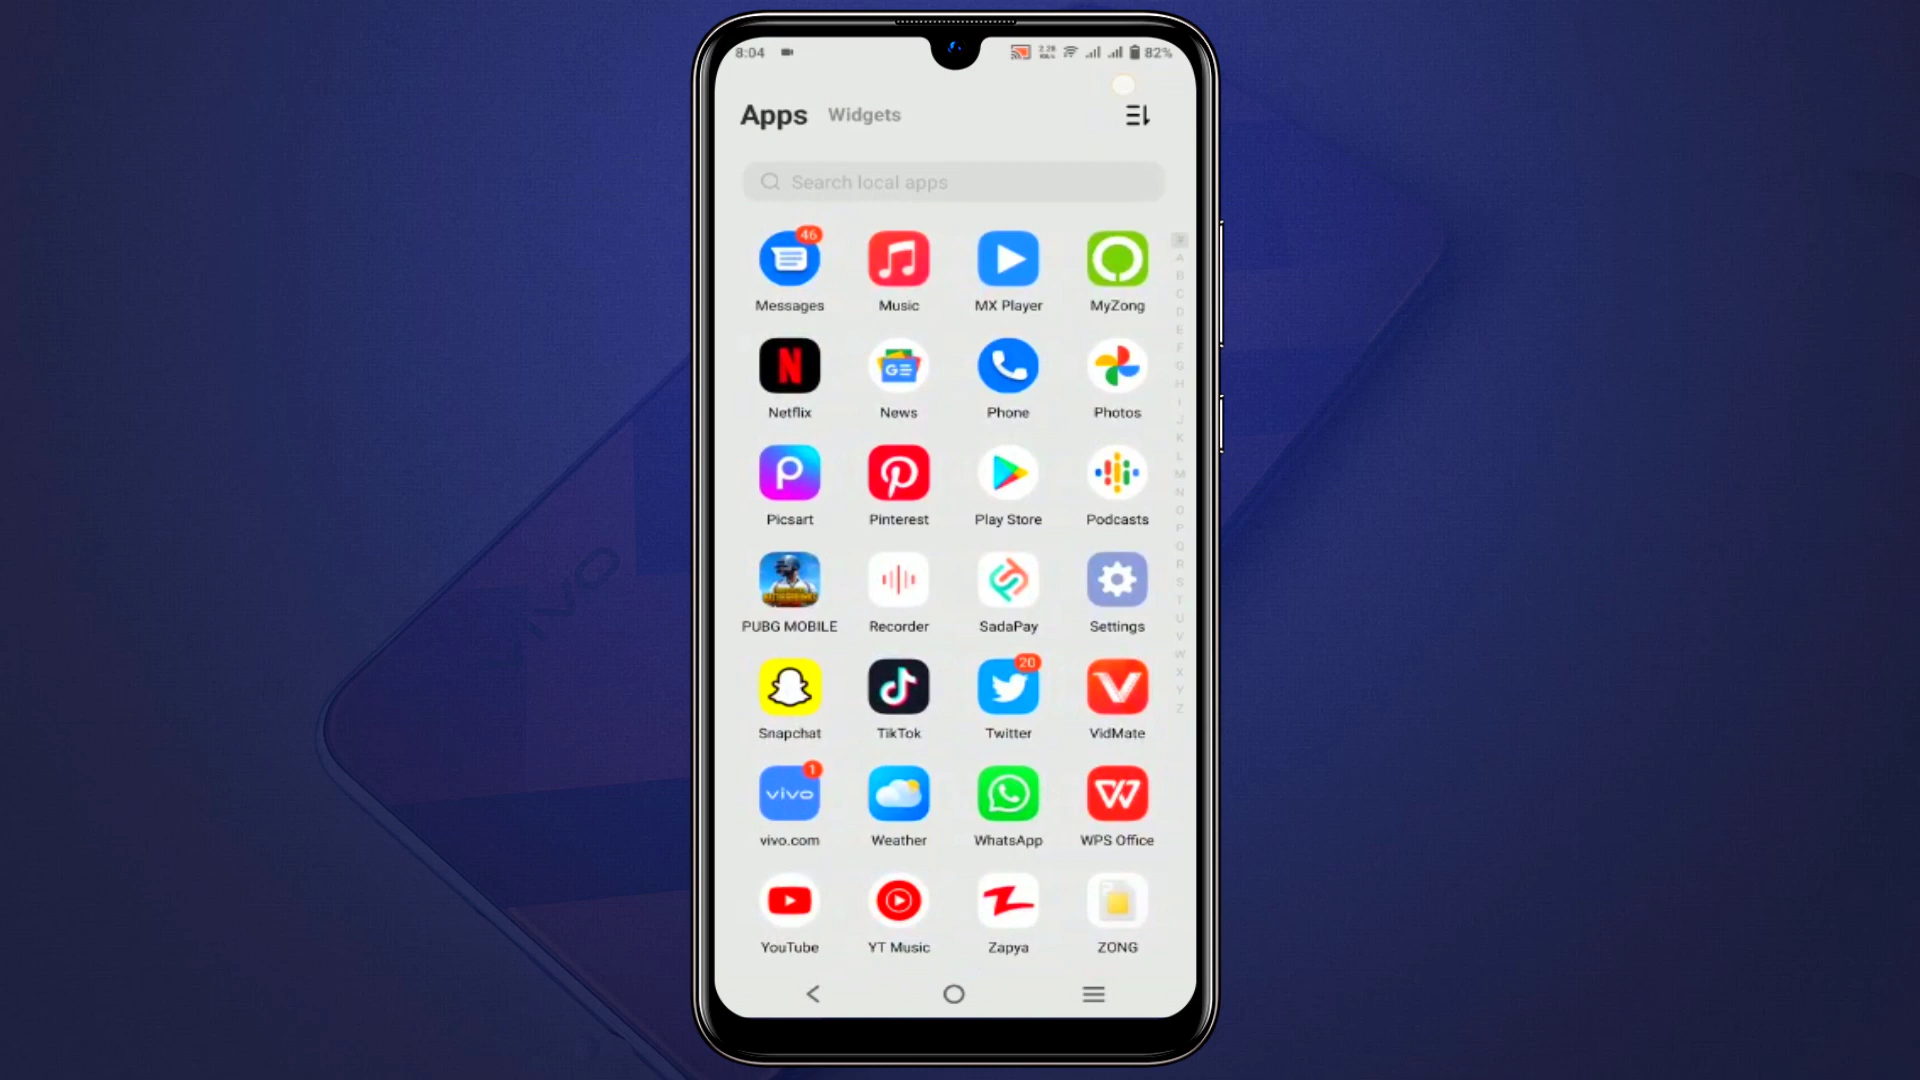 8:04 82%
Apps Widgets
Search local apps
46
Messages Music MX Player MyZong
N GE
Netflix News Phone Photos
Picsart Pinterest Play Store Podcasts
PUBG MOBILE Recorder SadaPay Settings
20
Snapchat TikTok Twitter VidMate
1
vivo W
vivo.com Weather WhatsApp WPS Office
YouTube YT Music Zapya ZONG
#
A
B
C
D
E
F
G
H
I
J
K
L
M
N
O
P
Q
R
S
T
U
V
W
X
Y
Z
vivo